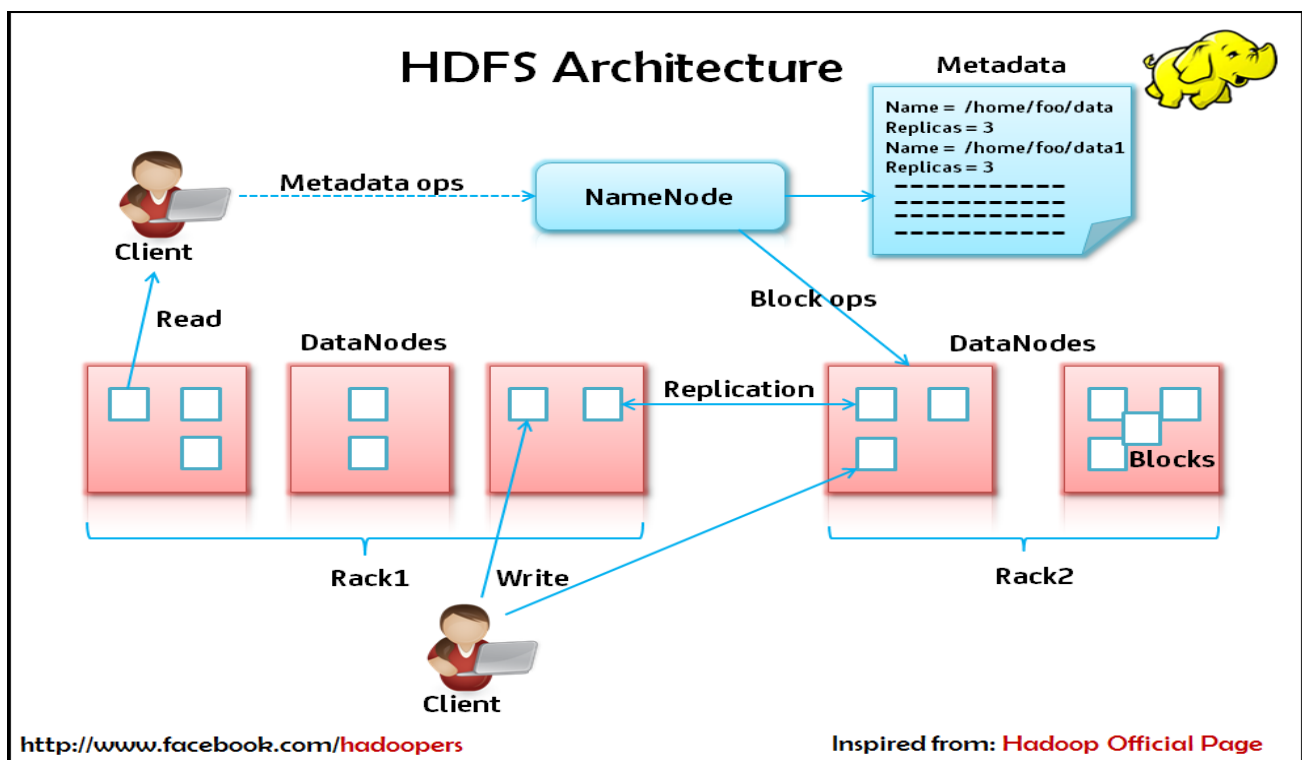 HDFS Architecture
Metadata
Name = /home/foo/data
Replicas = 3
Name = /home/foo/data1
Replicas = 3
Metadata ops
NameNode
Client
Block ops
Read
DataNodes
DataNodes
Replication
Blocks
Rack1
Write
Rack2
Client
http://www.facebook.com/hadoopers
Inspired from: Hadoop Official Page